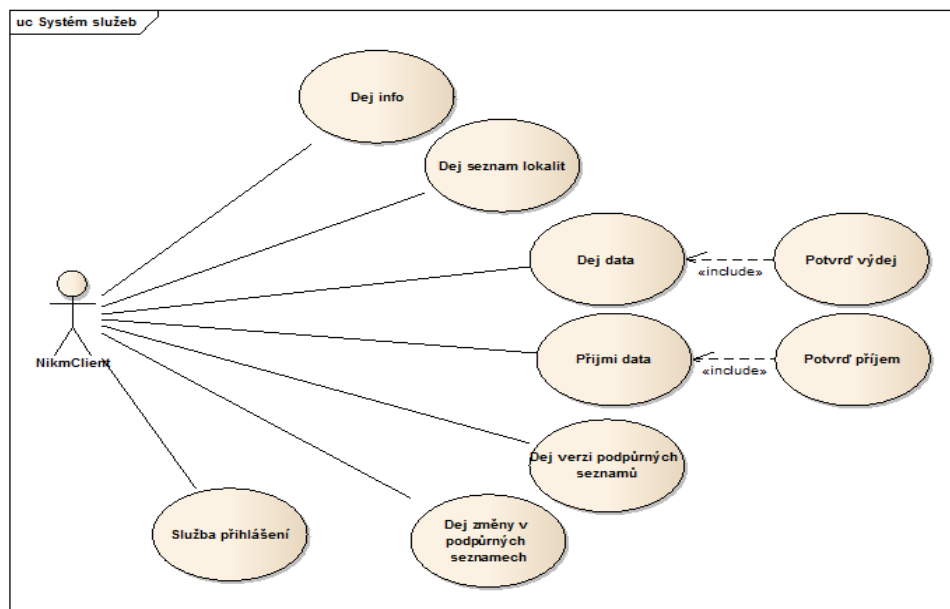 uc Systém služeb
Dej info
Dej seznam lokalit
Dej data
«include»
Potvrď výdej
NikmClient
Přijmi data
«include»
Potvrď příjem
Dej verzi podpůrných
seznamů
Služba přihlášení
Dej změny v
podpůrných
seznamech